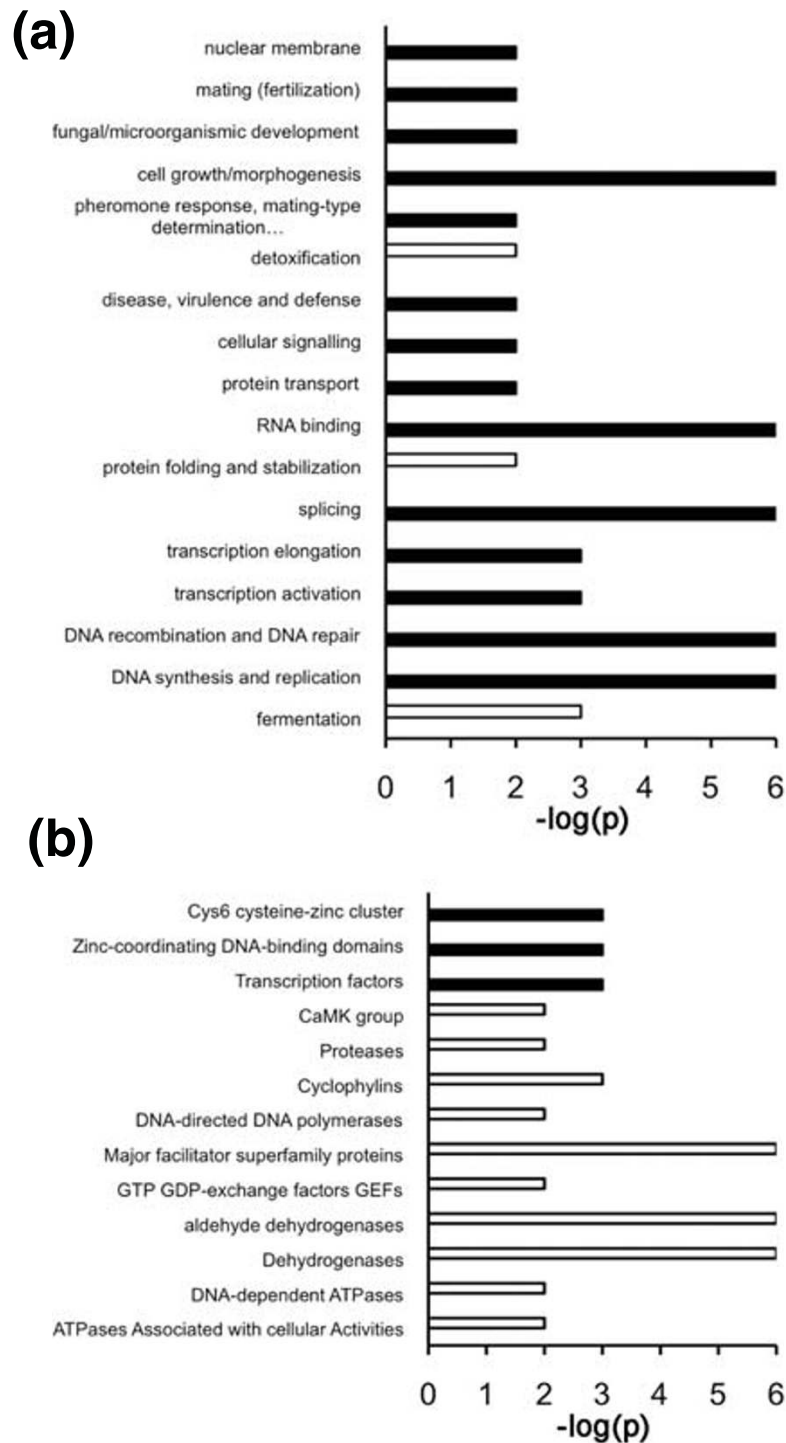 (a)
nuclear membrane
mating (fertilization)
fungal/microorganismic development
cell growth/morphogenesis
pheromone response, mating-type
determination…
detoxification
disease, virulence and defense
cellular signalling
protein transport
RNA binding
protein folding and stabilization
splicing
transcription elongation
transcription activation
DNA recombination and DNA repair
DNA synthesis and replication
fermentation
0 1 2 3 4 5 6
-log(p)
(b)
Cys6 cysteine-zinc cluster
Zinc-coordinating DNA-binding domains
Transcription factors
CaMK group
Proteases
Cyclophylins
DNA-directed DNA polymerases
Major facilitator superfamily proteins
GTP GDP-exchange factors GEFs
aldehyde dehydrogenases
Dehydrogenases
DNA-dependent ATPases
ATPases Associated with cellular Activities
0 1 2 3 4 5 6
-log(p)